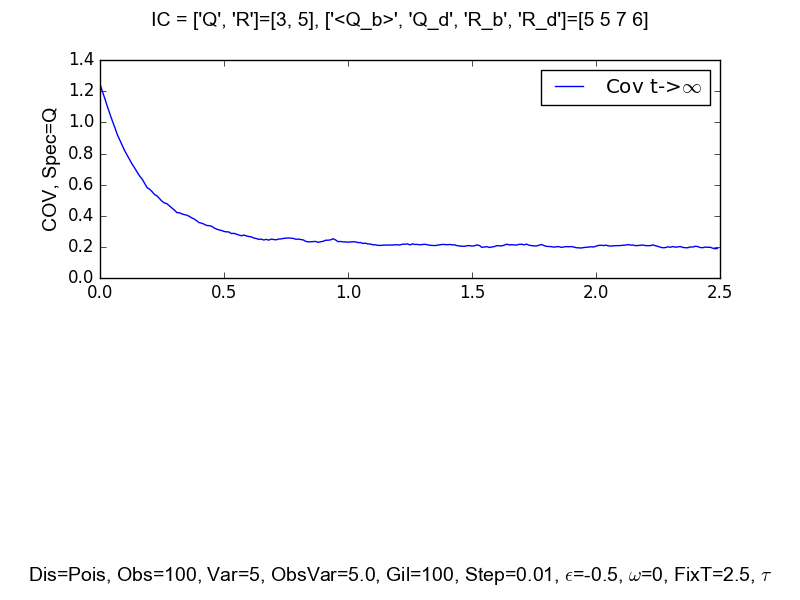 IC = ['Q', 'R']=[3, 5], ['<Q_b>', 'Q_d', 'R_b', 'R_d']=[5 5 7 6]
1.4
1.2
1.0
0.8
0.6
0.4
0.2
0.0
COV, Spec=Q
Cov t->∞
0.0 0.5 1.0 1.5 2.0 2.5
Dis=Pois, Obs=100, Var=5, ObsVar=5.0, Gil=100, Step=0.01, ϵ=-0.5, ω=0, FixT=2.5, τ